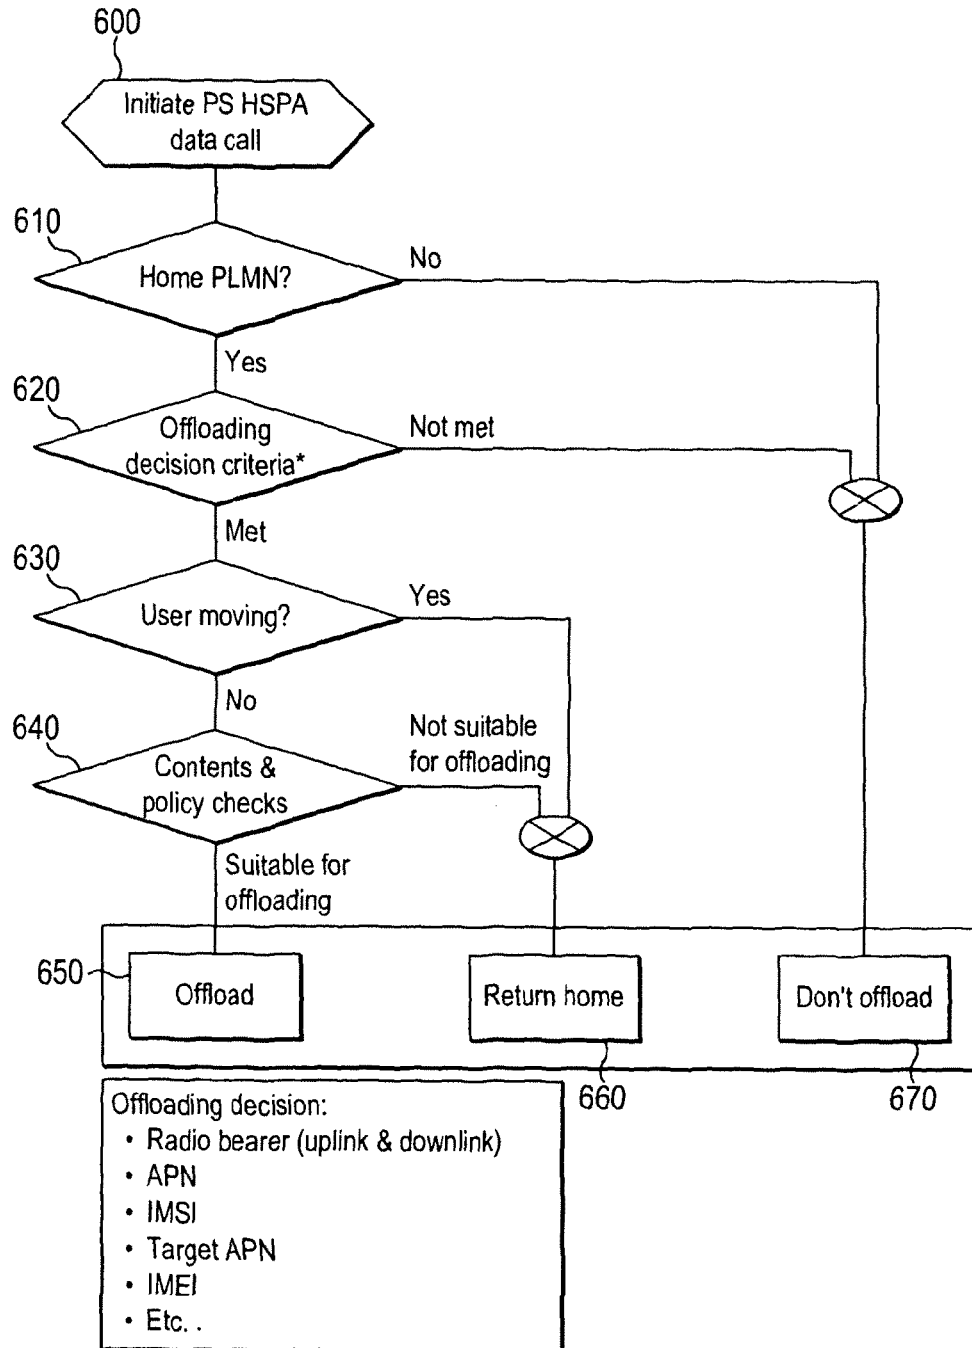 600
Initiate PS HSPA
data call
610
Home PLMN?
No
Yes
620
Offloading
decision criteria*
Not met
Met
630
User moving?
Yes
No
640
Contents &
policy checks
Not suitable
for offloading
Suitable for
offloading
650
Offload
Return home
Don't offload
660
670
Offloading decision:
• Radio bearer (uplink & downlink)
• APN
• IMSI
• Target APN
• IMEI
• Etc. .